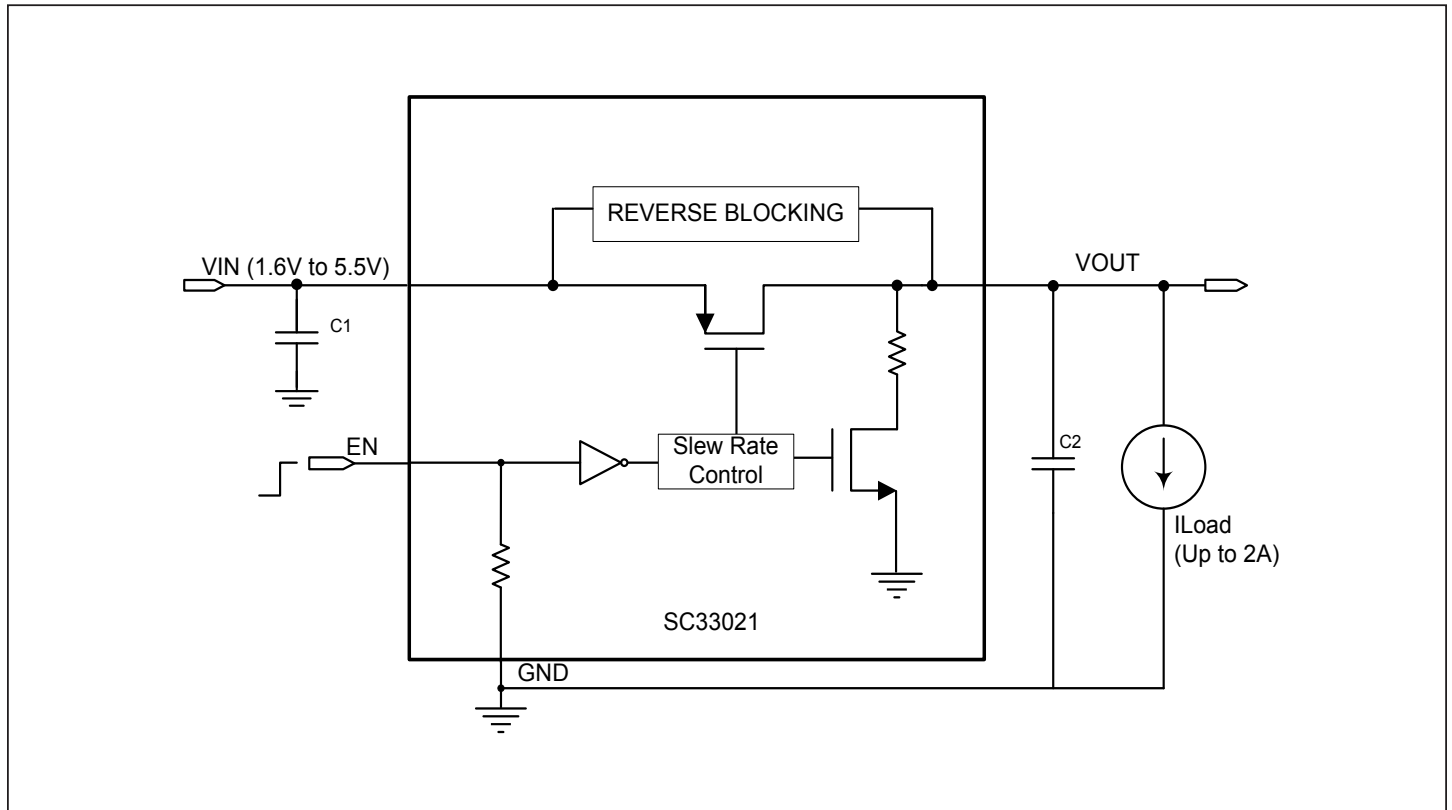 REVERSE BLOCKING
VIN (1.6V to 5.5V)
VOUT
C1
EN
Slew Rate
Control
C2
ILoad
(Up to 2A)
SC33021
GND